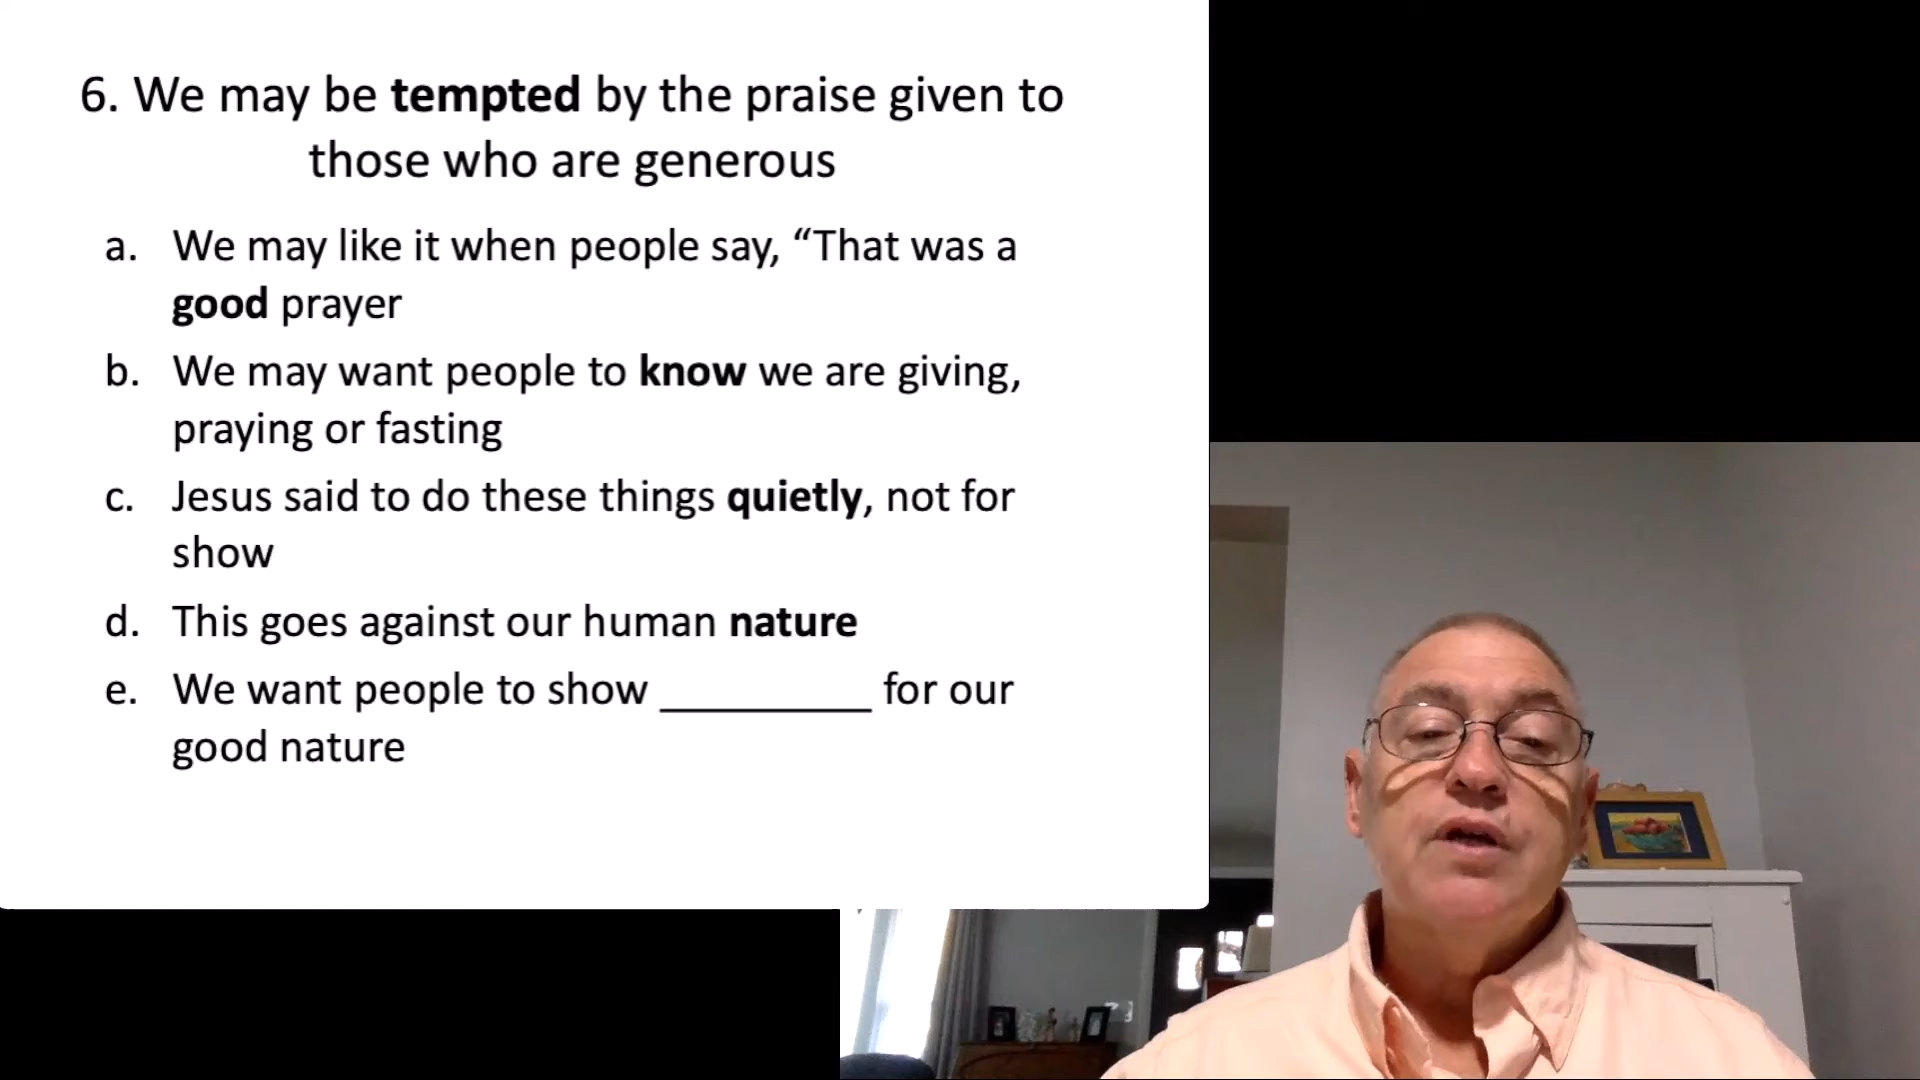 6. We may be tempted by the praise given to
those who are generous
a. We may like it when people say, “That was a
good prayer
b. We may want people to know we are giving,
praying or fasting
c. Jesus said to do these things quietly, not for
show
d. This goes against our human nature
e. We want people to show __________ for our
good nature